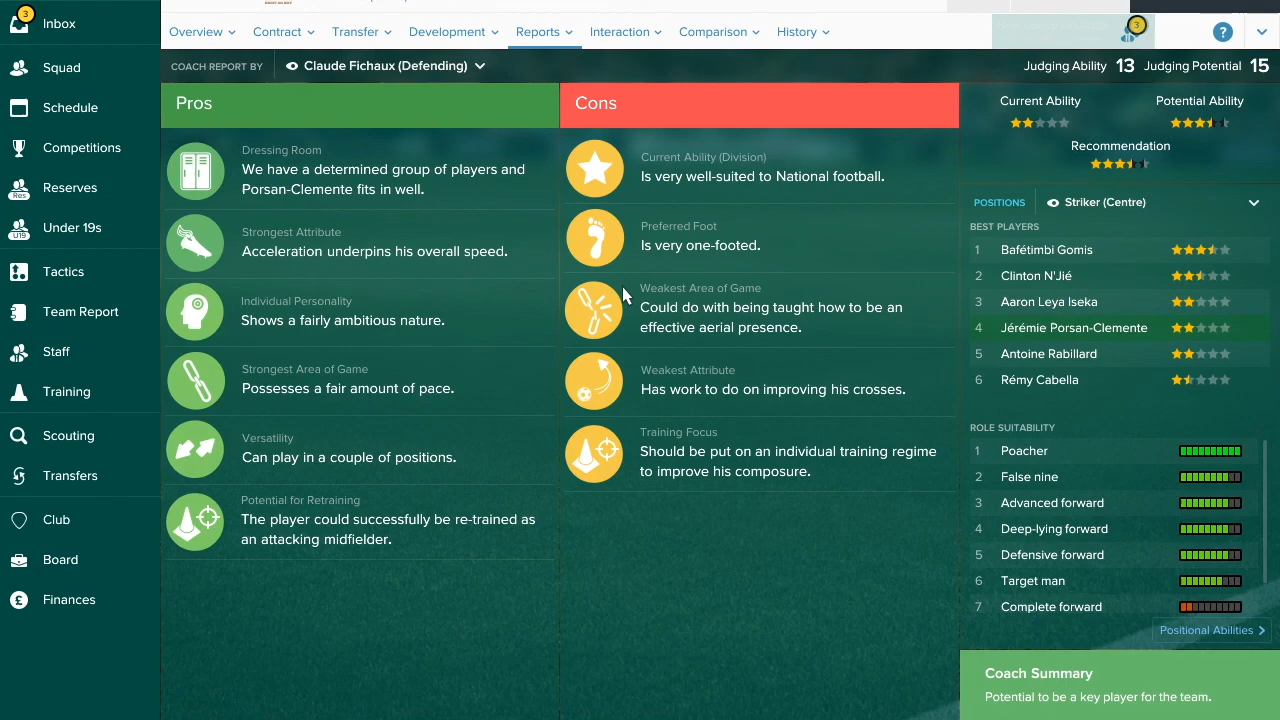 3
Inbox
Squad
Schedule
Competitions
Res
Reserves
U19
Under 19s
Tactics
Team Report
Staff
Training
Scouting
Transfers
Club
Board
£
Finances
Overview
Contract
Transfer
Development
Reports
Interaction
Comparison
History
3
?
COACH REPORT BY
Claude Fichaux (Defending)
Judging Ability 13
Judging Potential 15
Pros
Dressing Room
We have a determined group of players and
Porsan-Clemente fits in well.
Strongest Attribute
Acceleration underpins his overall speed.
Individual Personality
Shows a fairly ambitious nature.
Strongest Area of Game
Possesses a fair amount of pace.
Versatility
Can play in a couple of positions.
Potential for Retraining
The player could successfully be re-trained as
an attacking midfielder.
Cons
Current Ability (Division)
Is very well-suited to National football.
Preferred Foot
Is very one-footed.
Weakest Area of Game
Could do with being taught how to be an
effective aerial presence.
Weakest Attribute
Has work to do on improving his crosses.
Training Focus
Should be put on an individual training regime
to improve his composure.
Current Ability
Potential Ability
Recommendation
POSITIONS
Striker (Centre)
BEST PLAYERS
1 Bafétimbi Gomis
2 Clinton N'Jié
3 Aaron Leya Iseka
4 Jérémie Porsan-Clemente
5 Antoine Rabillard
6 Rémy Cabella
ROLE SUITABILITY
1 Poacher
2 False nine
3 Advanced forward
4 Deep-lying forward
5 Defensive forward
6 Target man
7 Complete forward
Positional Abilities
Coach Summary
Potential to be a key player for the team.